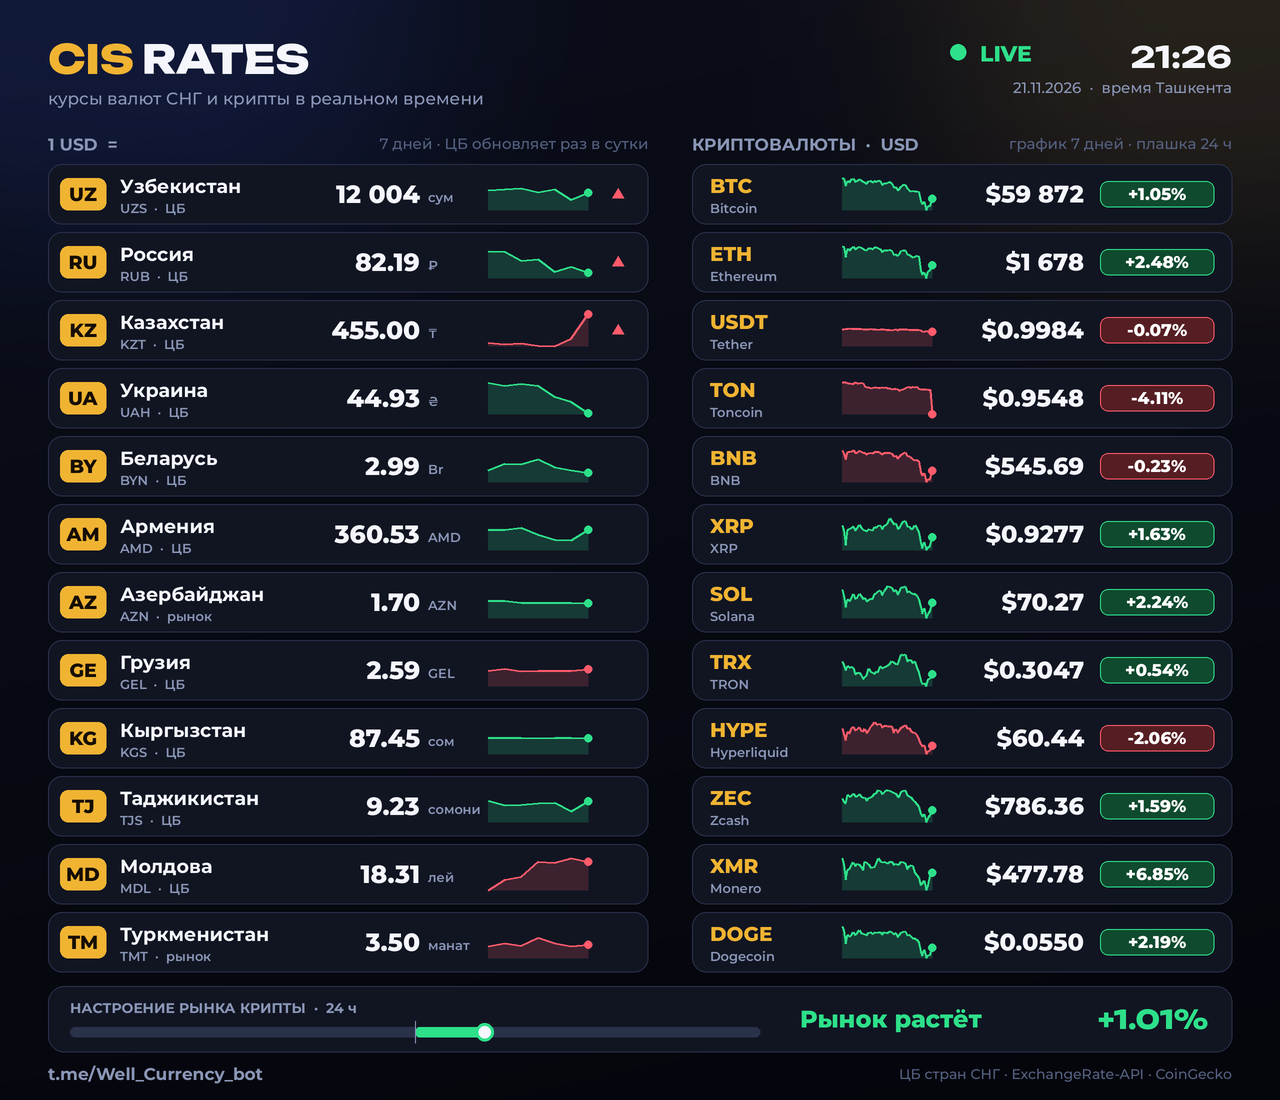 CIS RATES
курсы валют СНГ и крипты в реальном времени
LIVE
21:26
21.11.2026 · время Ташкента
1 USD =
7 дней · ЦБ обновляет раз в сутки
UZ Узбекистан 12 004 сум
UZS · ЦБ
RU Россия 82.19 ₽
RUB · ЦБ
KZ Казахстан 455.00 ₸
KZT · ЦБ
UA Украина 44.93 ₴
UAH · ЦБ
BY Беларусь 2.99 Br
BYN · ЦБ
AM Армения 360.53 AMD
AMD · ЦБ
AZ Азербайджан 1.70 AZN
AZN · рынок
GE Грузия 2.59 GEL
GEL · ЦБ
KG Кыргызстан 87.45 сом
KGS · ЦБ
TJ Таджикистан 9.23 сомони
TJS · ЦБ
MD Молдова 18.31 лей
MDL · ЦБ
TM Туркменистан 3.50 манат
TMT · рынок
КРИПТОВАЛЮТЫ · USD
график 7 дней · плашка 24 ч
BTC $59 872 +1.05%
Bitcoin
ETH $1 678 +2.48%
Ethereum
USDT $0.9984 -0.07%
Tether
TON $0.9548 -4.11%
Toncoin
BNB $545.69 -0.23%
BNB
XRP $0.9277 +1.63%
XRP
SOL $70.27 +2.24%
Solana
TRX $0.3047 +0.54%
TRON
HYPE $60.44 -2.06%
Hyperliquid
ZEC $786.36 +1.59%
Zcash
XMR $477.78 +6.85%
Monero
DOGE $0.0550 +2.19%
Dogecoin
НАСТРОЕНИЕ РЫНКА КРИПТЫ · 24 ч
Рынок растёт +1.01%
t.me/Well_Currency_bot
ЦБ стран СНГ · ExchangeRate-API · CoinGecko